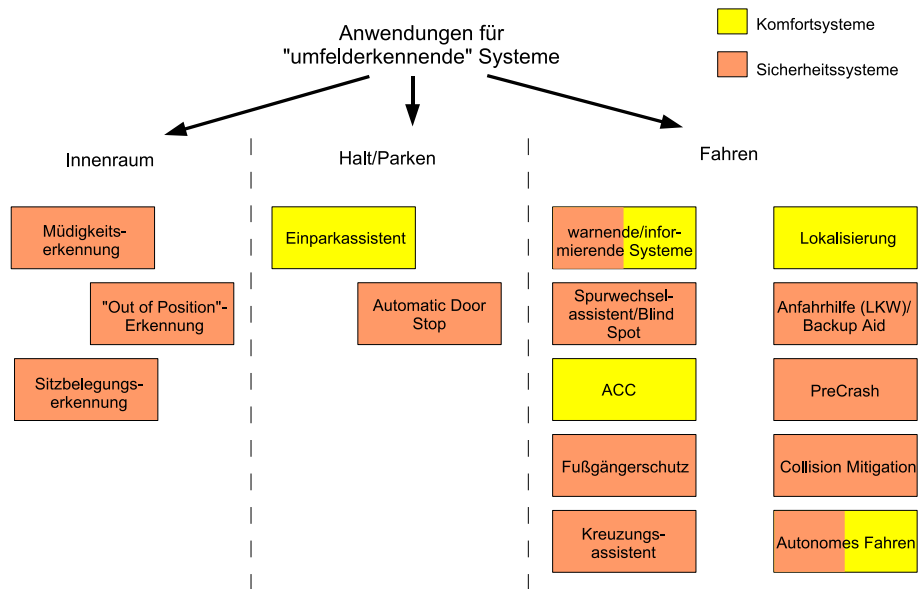 Anwendungen für
"umfelderkennende" Systeme
Komfortsysteme
Sicherheitssysteme
Innenraum
Müdigkeits-
erkennung
"Out of Position"-
Erkennung
Sitzbelegungs-
erkennung
Halt/Parken
Einparkassistent
Automatic Door
Stop
Fahren
warnende/infor-
mierende Systeme
Spurwechsel-
assistent/Blind
Spot
ACC
Fußgängerschutz
Kreuzungs-
assistent
Lokalisierung
Anfahrhilfe (LKW)/
Backup Aid
PreCrash
Collision Mitigation
Autonomes Fahren